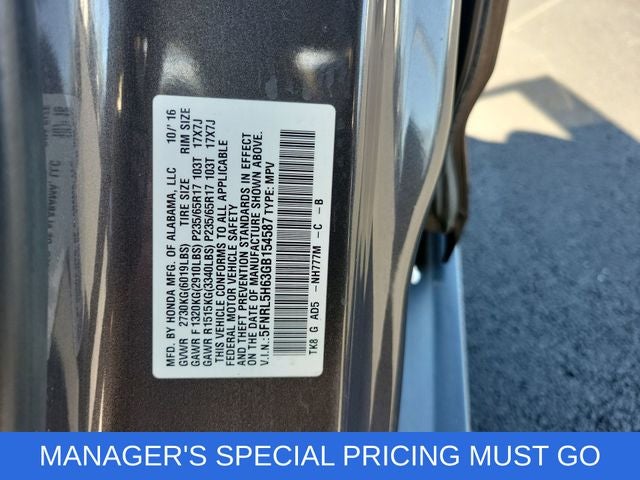 MFD. BY HONDA MFG. OF ALABAMA, LLC 10/'16
GVWR 2730KG(6019LBS) TIRE SIZE RIM SIZE
GAWR F 1320KG(2910LBS) P235/65R17 103T 17X7J
GAWR R 1515KG(3340LBS) P235/65R17 103T 17X7J
THIS VEHICLE CONFORMS TO ALL APPLICABLE
FEDERAL MOTOR VEHICLE SAFETY
AND THEFT PREVENTION STANDARDS IN EFFECT
ON THE DATE OF MANUFACTURE SHOWN ABOVE.
V.I.N.: 5FNRL5H63GB154587 TYPE: MPV
TK8 G AD5 -NH777M -C -B
MANAGER'S SPECIAL PRICING MUST GO